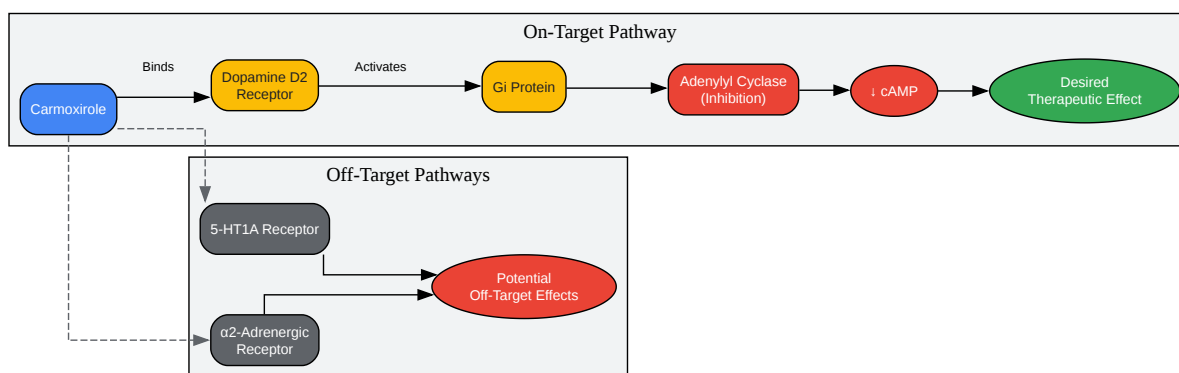 On-Target Pathway
Carmoxirole
Binds
Dopamine D2
Receptor
Activates
Gi Protein
Adenylyl Cyclase
(Inhibition)
↓ cAMP
Desired
Therapeutic Effect
Off-Target Pathways
5-HT1A Receptor
α2-Adrenergic
Receptor
Potential
Off-Target Effects